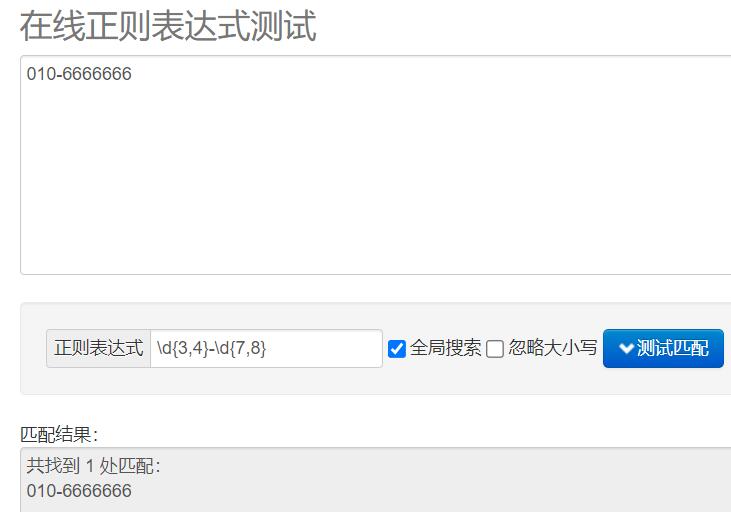 在线正则表达式测试
010-6666666
正则表达式 \d{3,4}-\d{7,8} 全局搜索 忽略大小写 测试匹配
匹配结果：
共找到 1 处匹配：
010-6666666